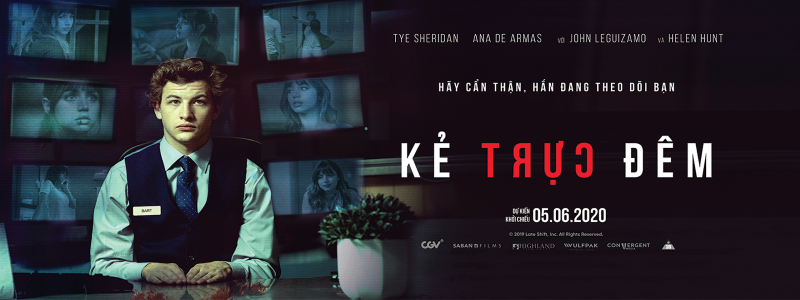 TYE SHERIDAN ANA DE ARMAS VỚI JOHN LEGUIZAMO VÀ HELEN HUNT
HÃY CẨN THẬN, HẮN ĐANG THEO DÕI BẠN
KẺ TRỰC ĐÊM
BART
DỰ KIẾN
KHỞI CHIẾU 05.06.2020
© 2019 Late Shift, Inc. All Rights Reserved.
CGV SABAN FILMS HIGHLAND WULFPAK CONVERGENT